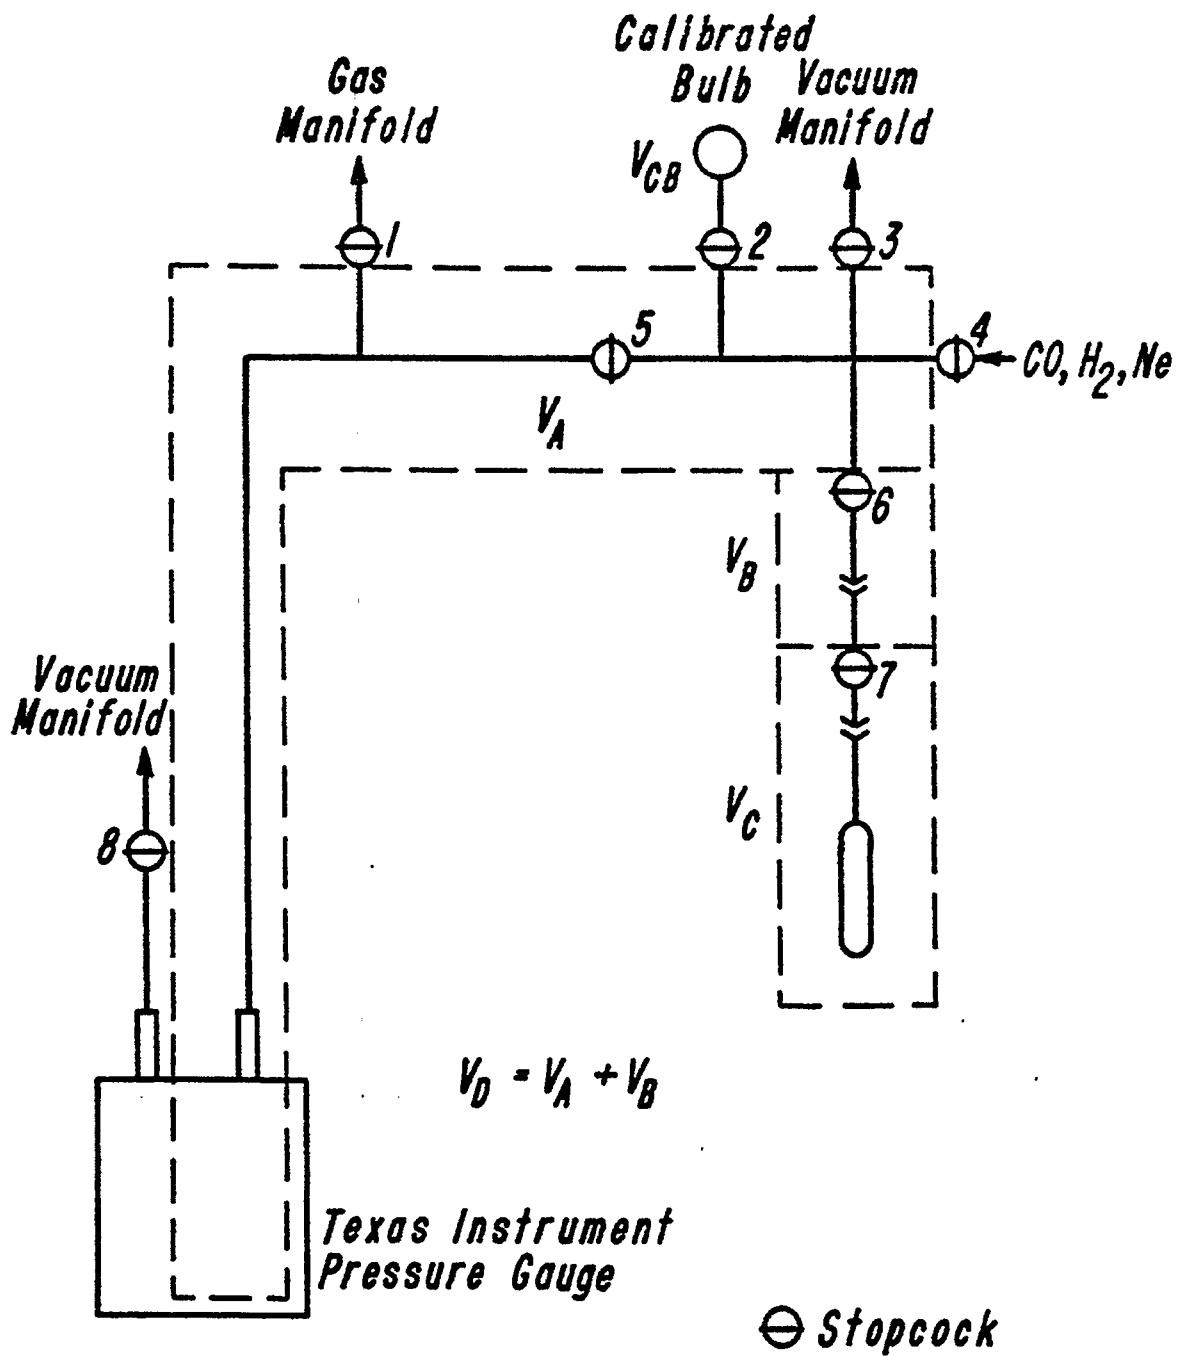 Calibrated
Bulb
Gas
Manifold
Vacuum
Manifold
V_CB
1
2
3
5
4
CO, H₂, Ne
V_A
6
V_B
Vacuum
Manifold
7
V_C
8
V_D = V_A + V_B
Texas Instrument
Pressure Gauge
Stopcock